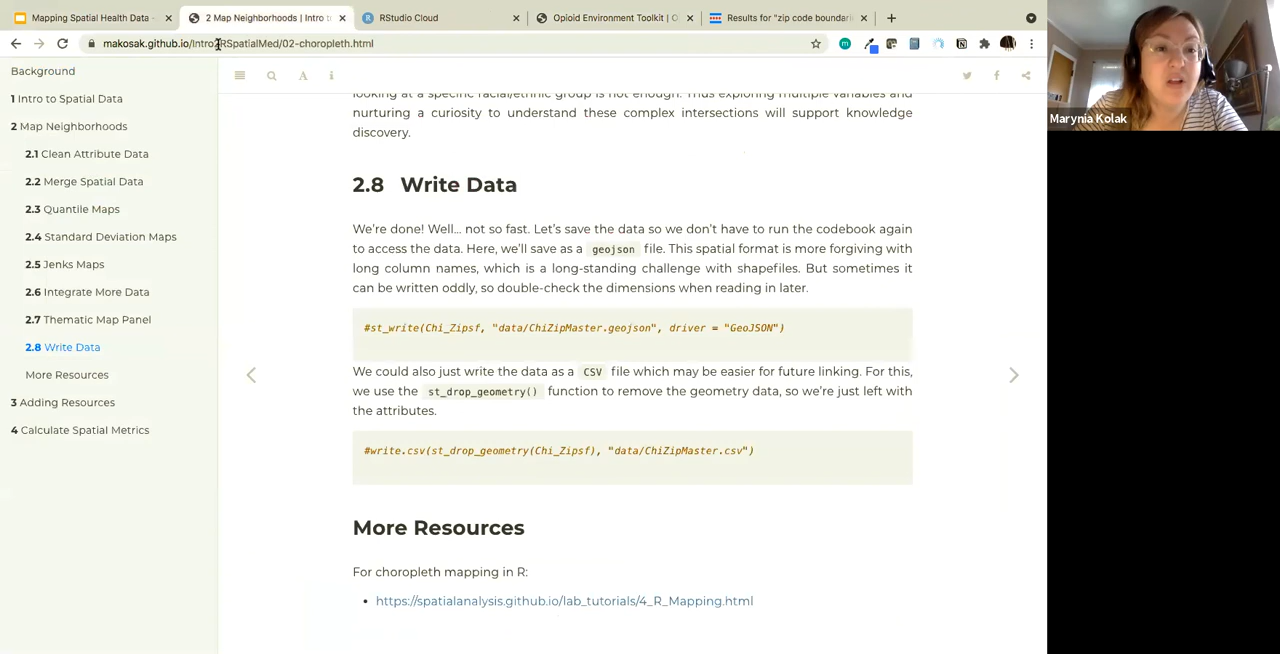 Mapping Spatial Health Data -
2 Map Neighborhoods | Intro t
RStudio Cloud
Opioid Environment Toolkit | O
Results for "zip code boundari
makosak.github.io/Intro2RSpatialMed/02-choropleth.html
Background
1 Intro to Spatial Data
2 Map Neighborhoods
2.1 Clean Attribute Data
2.2 Merge Spatial Data
2.3 Quantile Maps
2.4 Standard Deviation Maps
2.5 Jenks Maps
2.6 Integrate More Data
2.7 Thematic Map Panel
2.8 Write Data
More Resources
3 Adding Resources
4 Calculate Spatial Metrics
looking at a specific racial/ethnic group is not enough. Thus exploring multiple variables and
nurturing a curiosity to understand these complex intersections will support knowledge
discovery.
2.8 Write Data
We're done! Well... not so fast. Let's save the data so we don't have to run the codebook again
to access the data. Here, we'll save as a geojson file. This spatial format is more forgiving with
long column names, which is a long-standing challenge with shapefiles. But sometimes it
can be written oddly, so double-check the dimensions when reading in later.
#st_write(Chi_Zipsf, "data/ChiZipMaster.geojson", driver = "GeoJSON")
We could also just write the data as a CSV file which may be easier for future linking. For this,
we use the st_drop_geometry() function to remove the geometry data, so we're just left with
the attributes.
#write.csv(st_drop_geometry(Chi_Zipsf), "data/ChiZipMaster.csv")
More Resources
For choropleth mapping in R:
• https://spatialanalysis.github.io/lab_tutorials/4_R_Mapping.html
Marynia Kolak